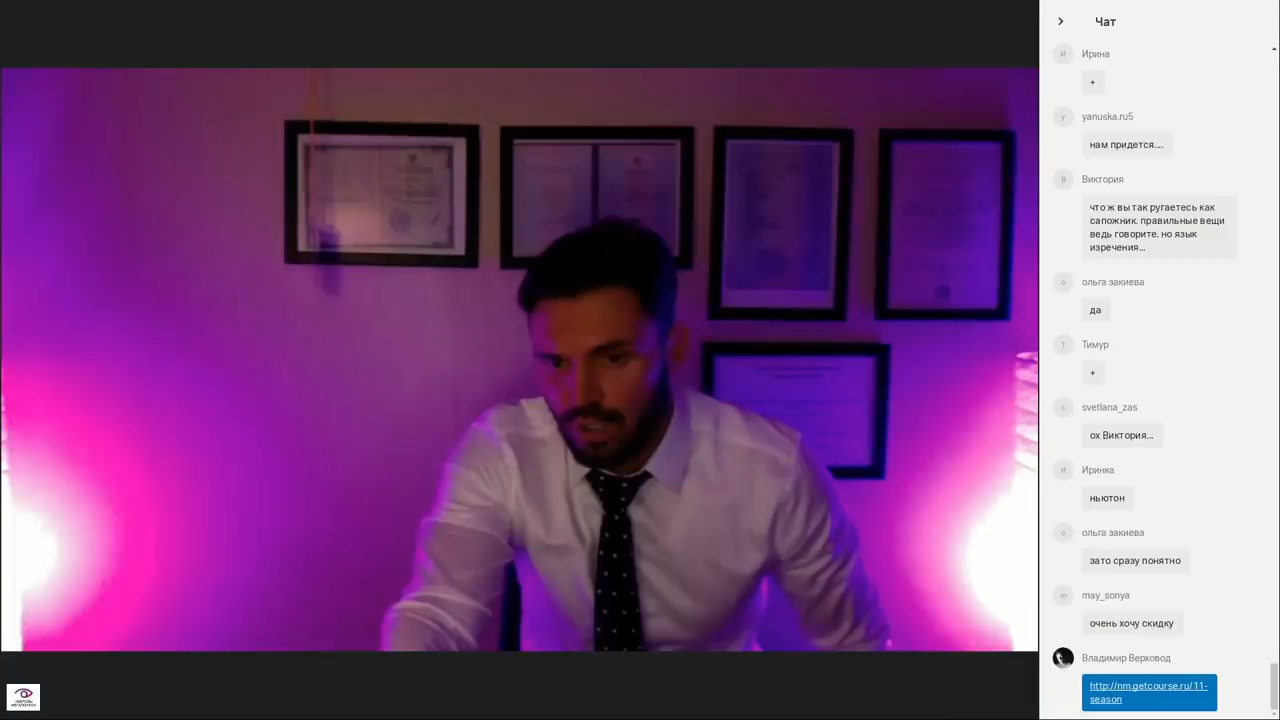 Чат
И
Ирина
+
y
yanuska.ru5
нам придется....
В
Виктория
что ж вы так ругаетесь как
сапожник. правильные вещи
ведь говорите. но язык
изречения...
о
ольга закиева
да
Т
Тимур
+
s
svetlana_zas
ох Виктория...
И
Иринка
ньютон
о
ольга закиева
зато сразу понятно
m
may_sonya
очень хочу скидку
Владимир Верховод
http://nm.getcourse.ru/11-
season